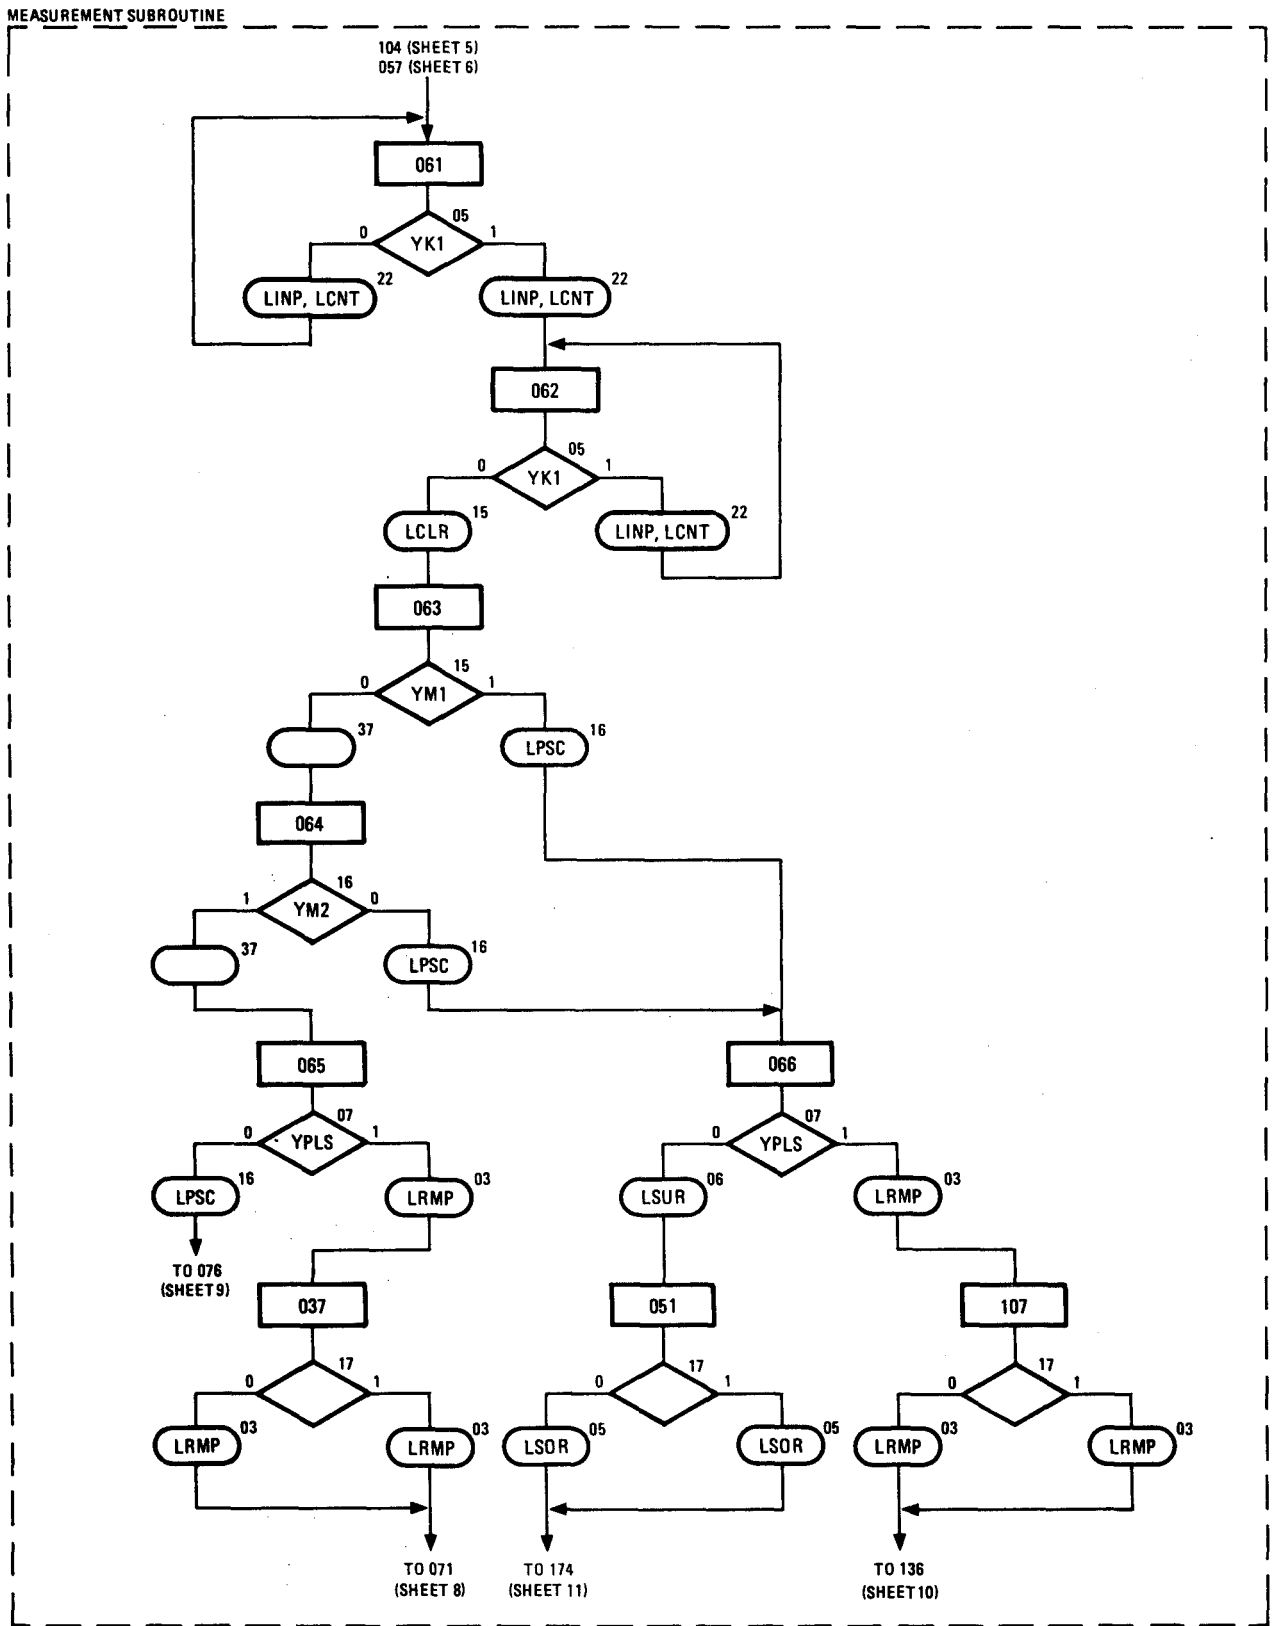 MEASUREMENT SUBROUTINE
104 (SHEET 5)
057 (SHEET 6)
061
05
0 YK1 1
22
LINP, LCNT
22
LINP, LCNT
062
05
0 YK1 1
15
LCLR
22
LINP, LCNT
063
15
0 YM1 1
37
16
LPSC
064
16
1 YM2 0
37
16
LPSC
065
066
07
0 YPLS 1
07
0 YPLS 1
16
LPSC
03
LRMP
06
LSUR
03
LRMP
TO 076
(SHEET 9)
037
051
107
17
0 1
17
0 1
17
0 1
03
LRMP
03
LRMP
05
LSOR
05
LSOR
03
LRMP
03
LRMP
TO 071
(SHEET 8)
TO 174
(SHEET 11)
TO 136
(SHEET 10)